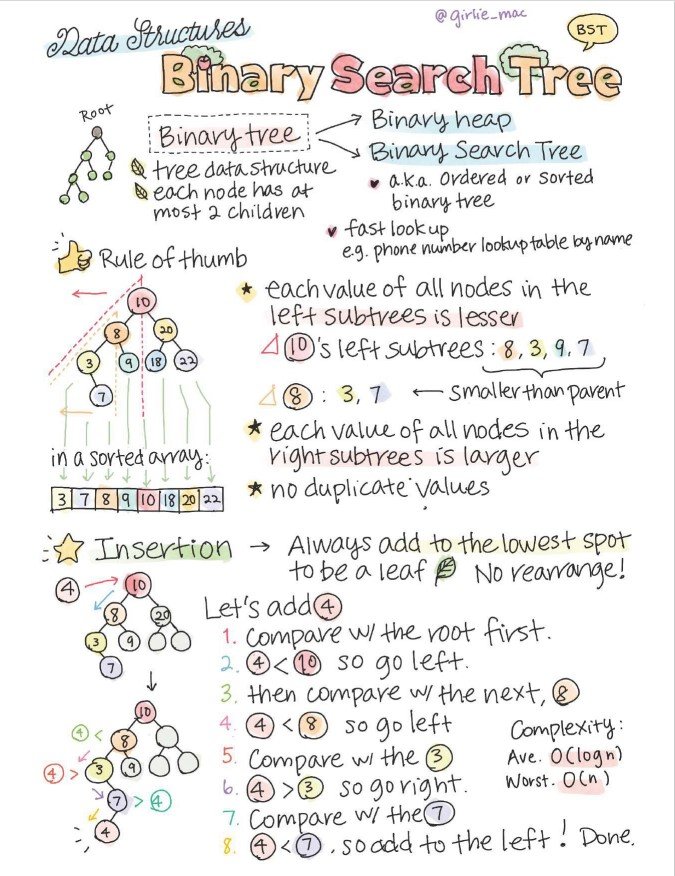 @girlie_mac
Data Structures
BST
Binary Search Tree
Root
Binary tree
Binary heap
Binary Search Tree
tree data structure
each node has at
most 2 children
a.k.a. ordered or sorted
binary tree
fast look up
e.g. phone number lookup table by name
Rule of thumb
10
8 20
3 9 18 22
7
in a sorted array:
3 7 8 9 10 18 20 22
each value of all nodes in the
left subtrees is lesser
10's left subtrees : 8, 3, 9, 7
8 : 3, 7 ← smaller than parent
each value of all nodes in the
right subtrees is larger
no duplicate values
Insertion → Always add to the lowest spot
to be a leaf No rearrange!
4 10
8 20
3 9
7
10
4 < 8
4 > 3 9
7 > 4
4
Let's add 4
1. Compare w/ the root first.
2. 4 < 10 so go left.
3. then compare w/ the next, 8
4. 4 < 8 so go left
5. Compare w/ the 3
6. 4 > 3 so go right.
7. Compare w/ the 7
8. 4 < 7. so add to the left! Done.
Complexity:
Ave. O(log n)
Worst. O(n)